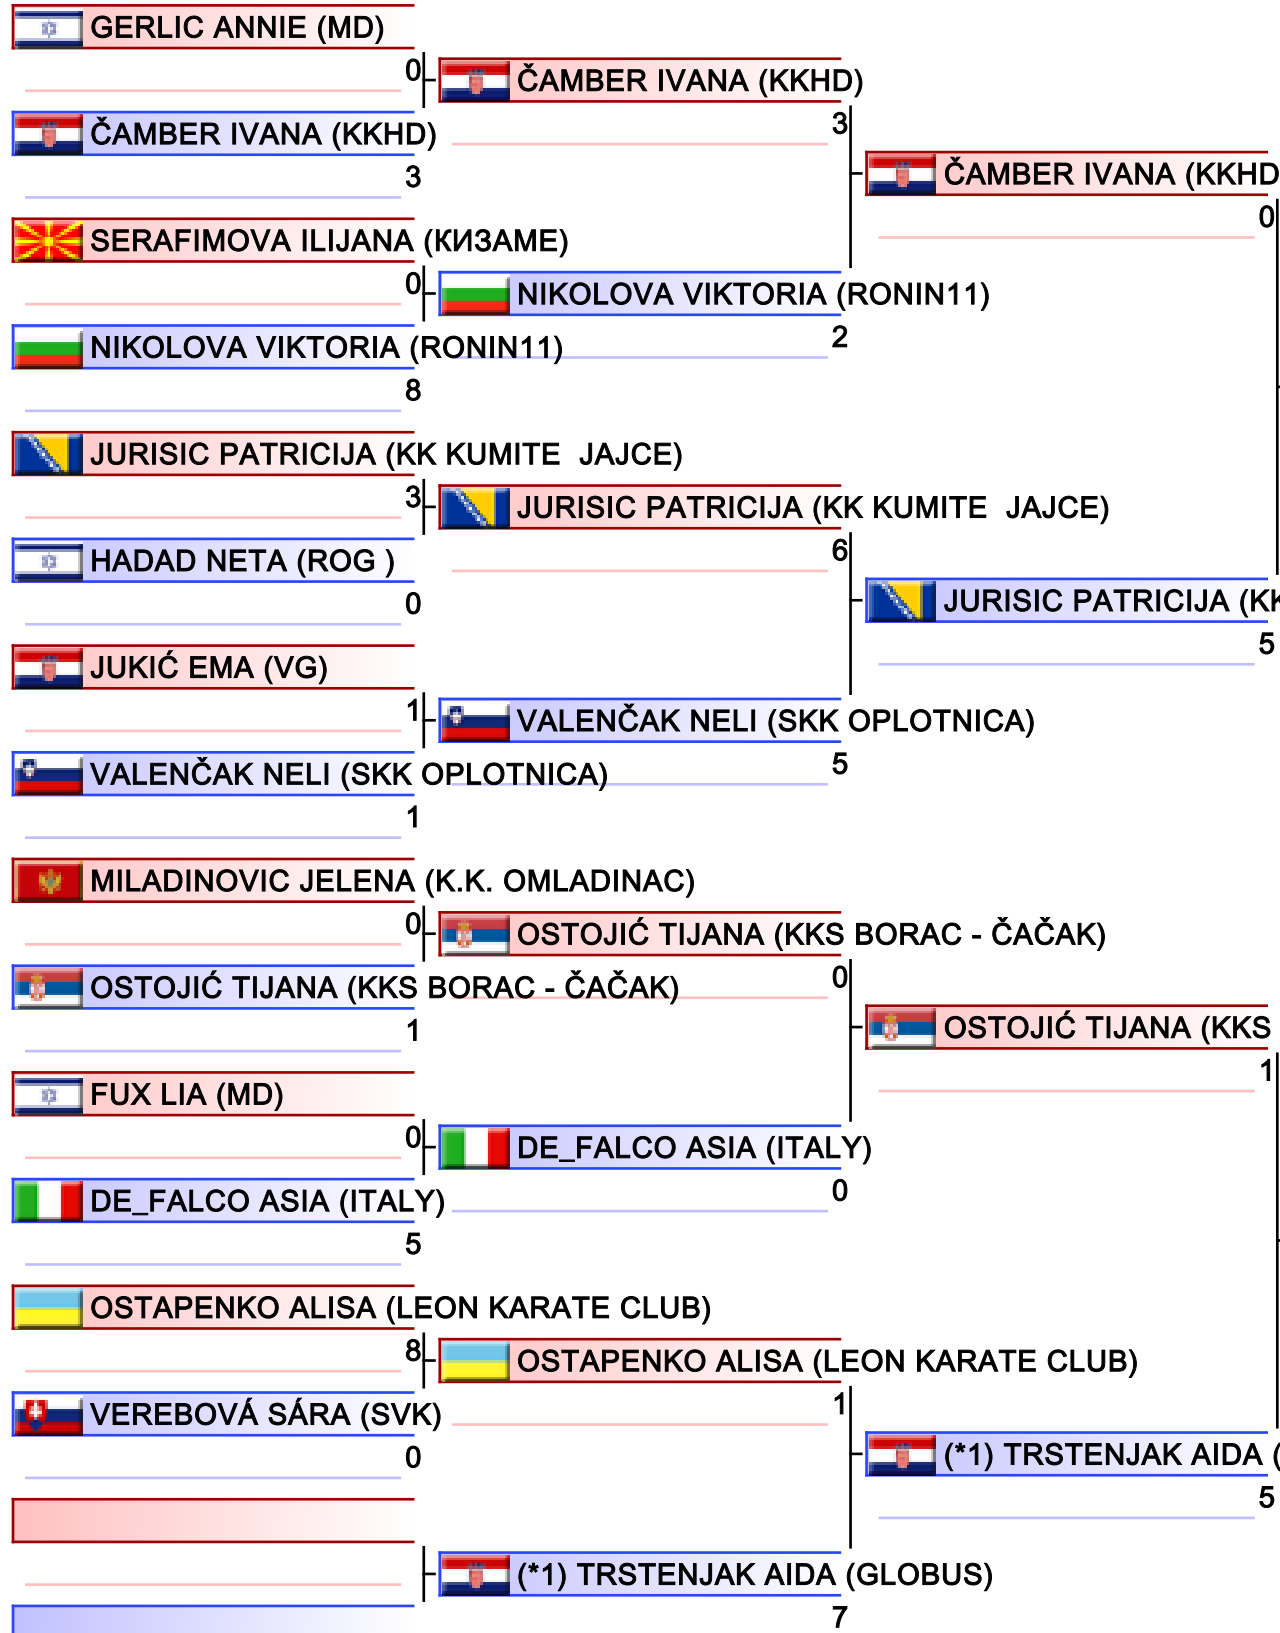 GERLIC ANNIE (MD)
0
ČAMBER IVANA (KKHD)
ČAMBER IVANA (KKHD)
3
3
ČAMBER IVANA (KKHD
0
SERAFIMOVA ILIJANA (КИЗАМЕ)
0
NIKOLOVA VIKTORIA (RONIN11)
2
NIKOLOVA VIKTORIA (RONIN11)
8
JURISIC PATRICIJA (KK KUMITE  JAJCE)
3
JURISIC PATRICIJA (KK KUMITE  JAJCE)
6
HADAD NETA (ROG )
0
JURISIC PATRICIJA (KK
5
JUKIĆ EMA (VG)
1
VALENČAK NELI (SKK OPLOTNICA)
5
VALENČAK NELI (SKK OPLOTNICA)
1
MILADINOVIC JELENA (K.K. OMLADINAC)
0
OSTOJIĆ TIJANA (KKS BORAC - ČAČAK)
0
OSTOJIĆ TIJANA (KKS BORAC - ČAČAK)
1
OSTOJIĆ TIJANA (KKS
1
FUX LIA (MD)
0
DE_FALCO ASIA (ITALY)
0
DE_FALCO ASIA (ITALY)
5
OSTAPENKO ALISA (LEON KARATE CLUB)
8
OSTAPENKO ALISA (LEON KARATE CLUB)
1
VEREBOVÁ SÁRA (SVK)
0
(*1) TRSTENJAK AIDA (
5
(*1) TRSTENJAK AIDA (GLOBUS)
7